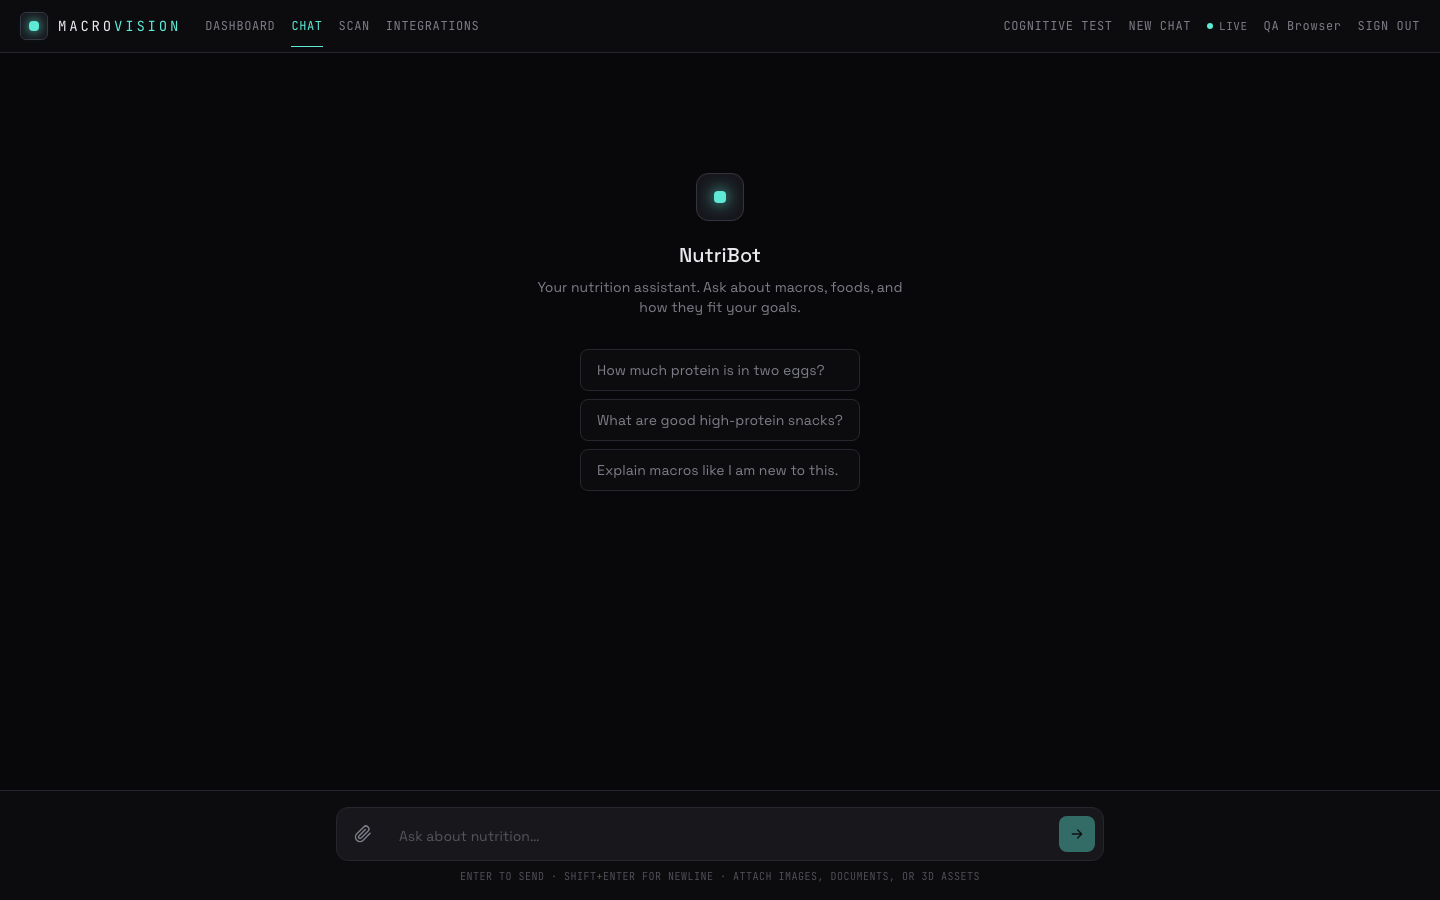 MACROVISION DASHBOARD CHAT SCAN INTEGRATIONS COGNITIVE TEST NEW CHAT LIVE QA Browser SIGN OUT
NutriBot
Your nutrition assistant. Ask about macros, foods, and
how they fit your goals.
How much protein is in two eggs?
What are good high-protein snacks?
Explain macros like I am new to this.
Ask about nutrition...
ENTER TO SEND · SHIFT+ENTER FOR NEWLINE · ATTACH IMAGES, DOCUMENTS, OR 3D ASSETS